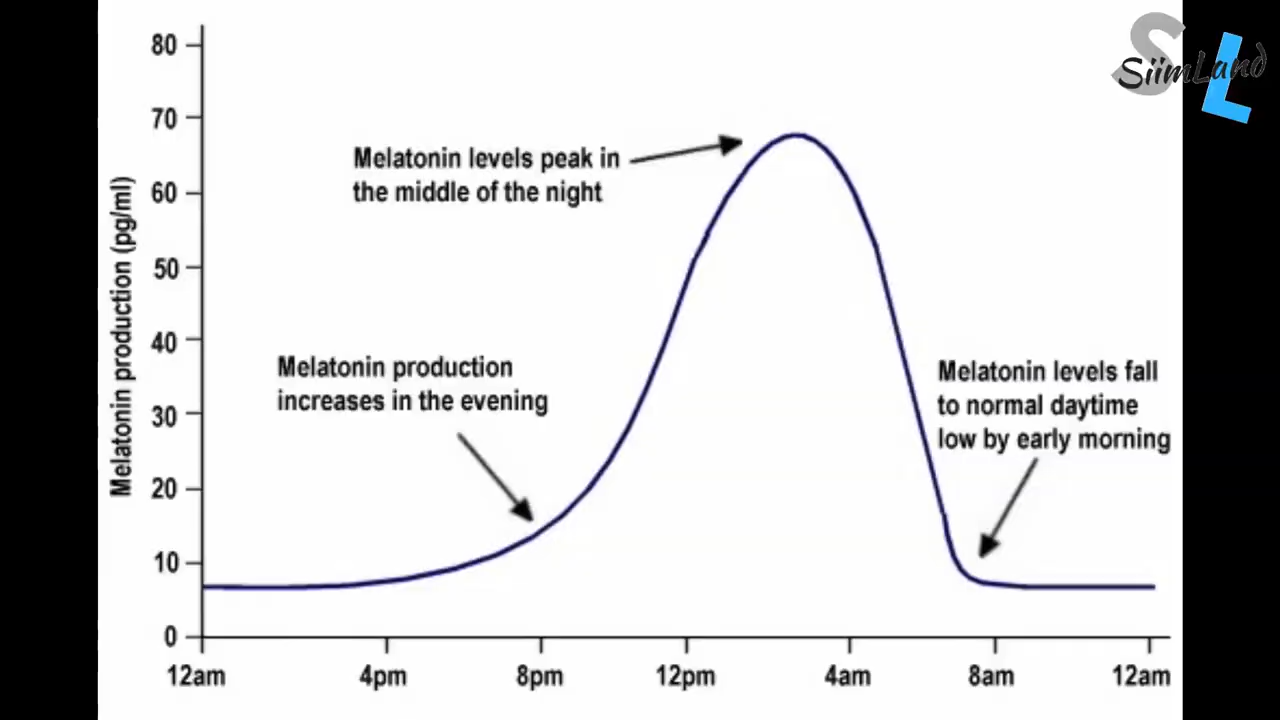 SL
SiimLand
80
70
60
50
40
30
20
10
0
Melatonin production (pg/ml)
Melatonin levels peak in
the middle of the night
Melatonin production
increases in the evening
Melatonin levels fall
to normal daytime
low by early morning
12am 4pm 8pm 12pm 4am 8am 12am